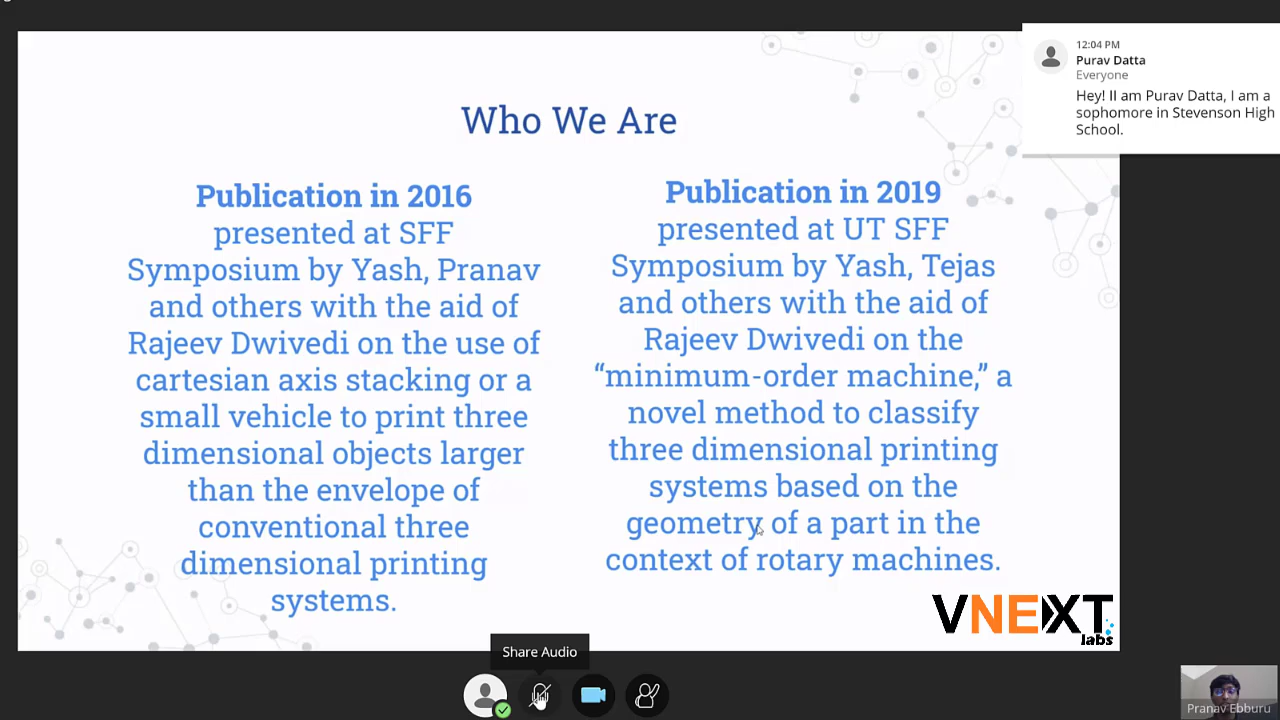 Who We Are
Publication in 2016
presented at SFF
Symposium by Yash, Pranav
and others with the aid of
Rajeev Dwivedi on the use of
cartesian axis stacking or a
small vehicle to print three
dimensional objects larger
than the envelope of
conventional three
dimensional printing
systems.
Publication in 2019
presented at UT SFF
Symposium by Yash, Tejas
and others with the aid of
Rajeev Dwivedi on the
“minimum-order machine,” a
novel method to classify
three dimensional printing
systems based on the
geometry of a part in the
context of rotary machines.
VNEXT
labs
12:04 PM
Purav Datta
Everyone
Hey! II am Purav Datta, I am a
sophomore in Stevenson High
School.
Share Audio
Pranav Ebburu